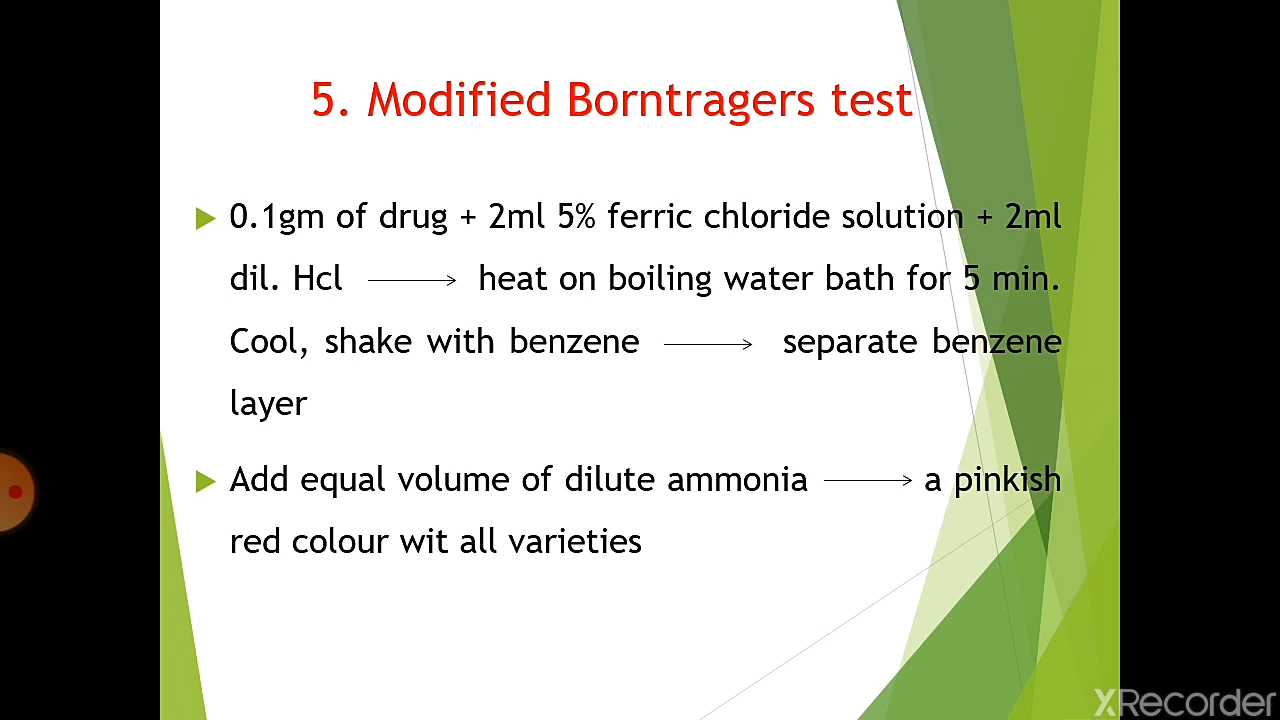 5. Modified Borntragers test
0.1gm of drug + 2ml 5% ferric chloride solution + 2ml
dil. Hcl ⟶ heat on boiling water bath for 5 min.
Cool, shake with benzene ⟶ separate benzene
layer
Add equal volume of dilute ammonia ⟶ a pinkish
red colour wit all varieties
XRecorder